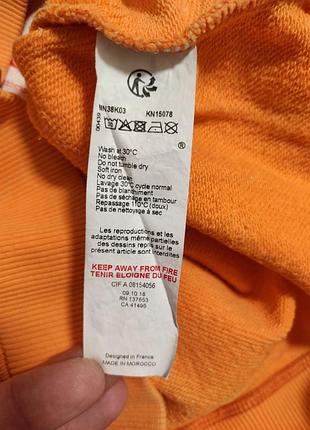 MN38K03 KN15078
06439
®
Wash at 30°C
No bleach
Do not tumble dry
Soft iron
No dry clean
Lavage 30°C cycle normal
Pas de blanchiment
Pas de séchage en tambour
Repassage 110°C (doux)
Pas de nettoyage à sec
Les reproductions et les
adaptations même partielles
des dessins repris sur le
présent article sont interdites
KEEP AWAY FROM FIRE
TENIR ELOIGNE DU FEU
CIF A 08154056
09.10.18
RN 137653
CA 41496
Designed in France
MADE IN MOROCCO